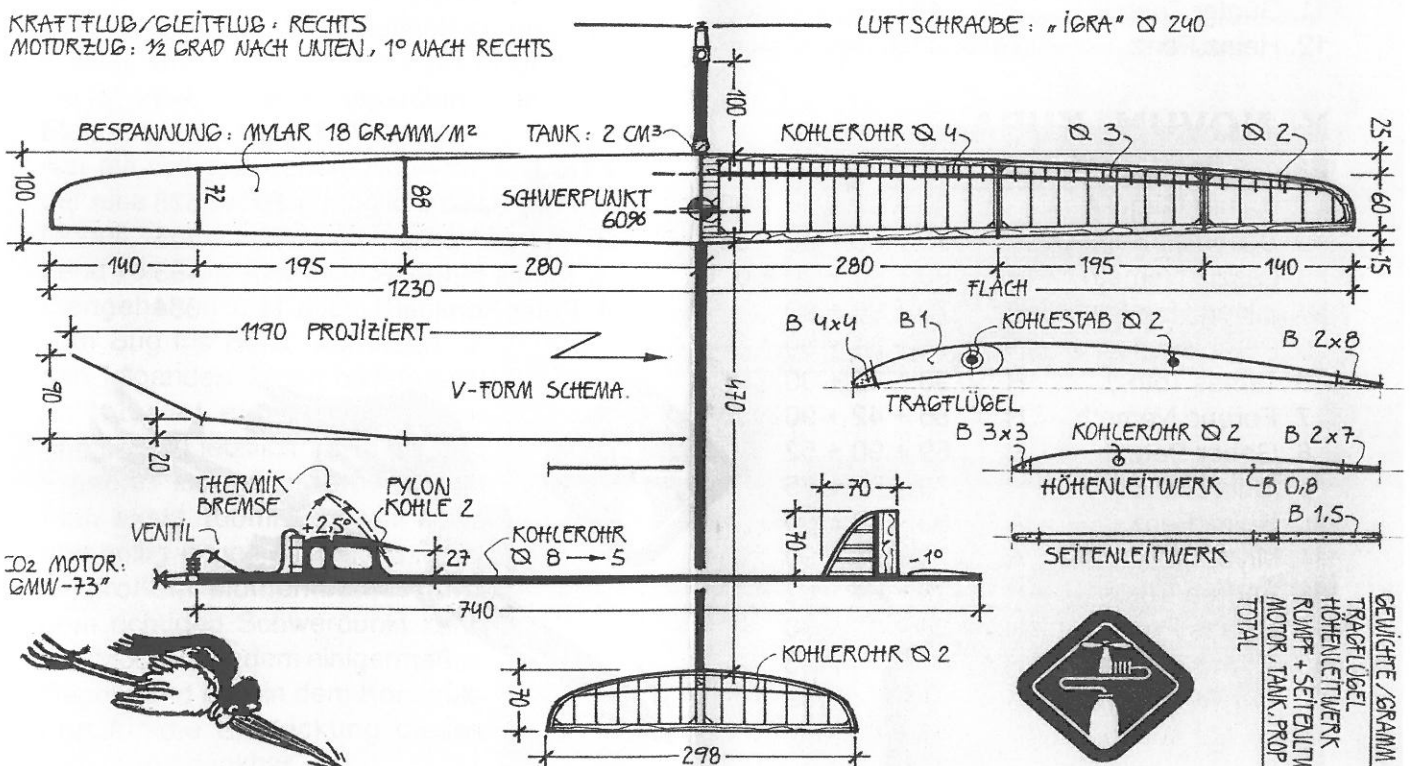 KRAFTFLUG/GLEITFLUG: RECHTS
MOTORZUG: ½ GRAD NACH UNTEN, 1° NACH RECHTS
LUFTSCHRAUBE: „IGRA" Ø 240
100
BESPANNUNG: MYLAR 18 GRAMM/M²
TANK: 2 CM³
KOHLEROHR Ø 4
Ø 3
Ø 2
25
100
72
88
SCHWERPUNKT
60%
60
15
140
195
280
280
195
140
1230
FLACH
1190 PROJIZIERT
90
20
V-FORM SCHEMA.
470
B 4x4
B 1
KOHLESTAB Ø 2
B 2x8
TRAGFLÜGEL
B 3x3
KOHLEROHR Ø 2
B 2x7
HÖHENLEITWERK
B 0,8
B 1,5
SEITENLEITWERK
THERMIK
BREMSE
PYLON
KOHLE 2
VENTIL
2,5°
27
KOHLEROHR
Ø 8 → 5
70
70
-1°
CO2 MOTOR:
GMW-73"
740
KOHLEROHR Ø 2
70
298
GEWICHTE/GRAMM
TRAGFLÜGEL
HÖHENLEITWERK
RUMPF + SEITENLTW
MOTOR, TANK, PROP
TOTAL